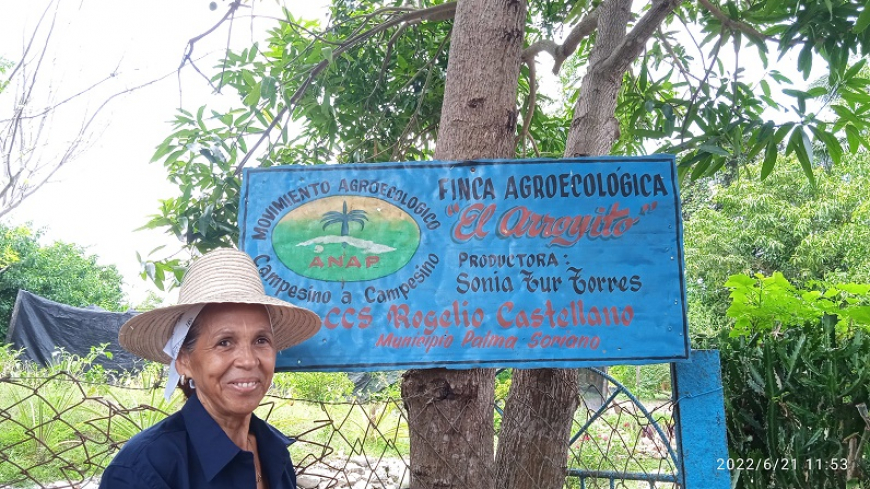 MOVIMIENTO AGROECOLÓGICO
ANAP
Campesino a Campesino
FINCA AGROECOLÓGICA
"El Arroyito"
PRODUCTORA:
Sonia Tur Torres
CCS Rogelio Castellano
Municipio Palma Soriano
2022/6/21 11:53